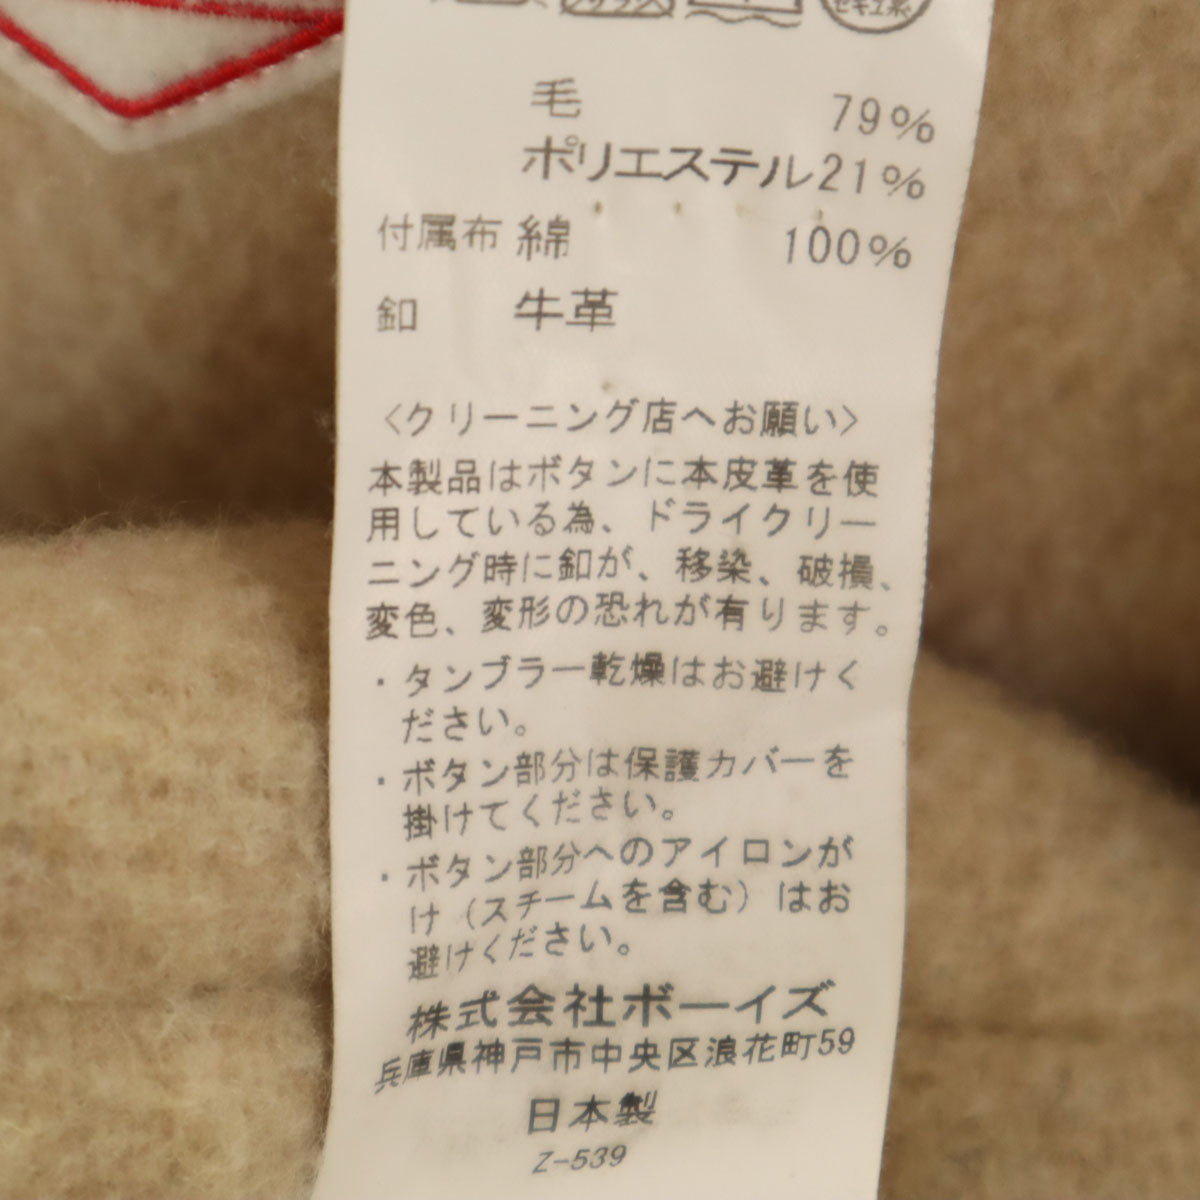 セキユ系
毛 79%
ポリエステル21%
付属布 綿 100%
釦 牛革
〈クリーニング店へお願い〉
本製品はボタンに本皮革を使
用している為、ドライクリー
ニング時に釦が、移染、破損、
変色、変形の恐れが有ります。
・タンブラー乾燥はお避けく
ださい。
・ボタン部分は保護カバーを
掛けてください。
・ボタン部分へのアイロンが
け（スチームを含む）はお
避けください。
株式会社ボーイズ
兵庫県神戸市中央区浪花町59
日本製
Z-539